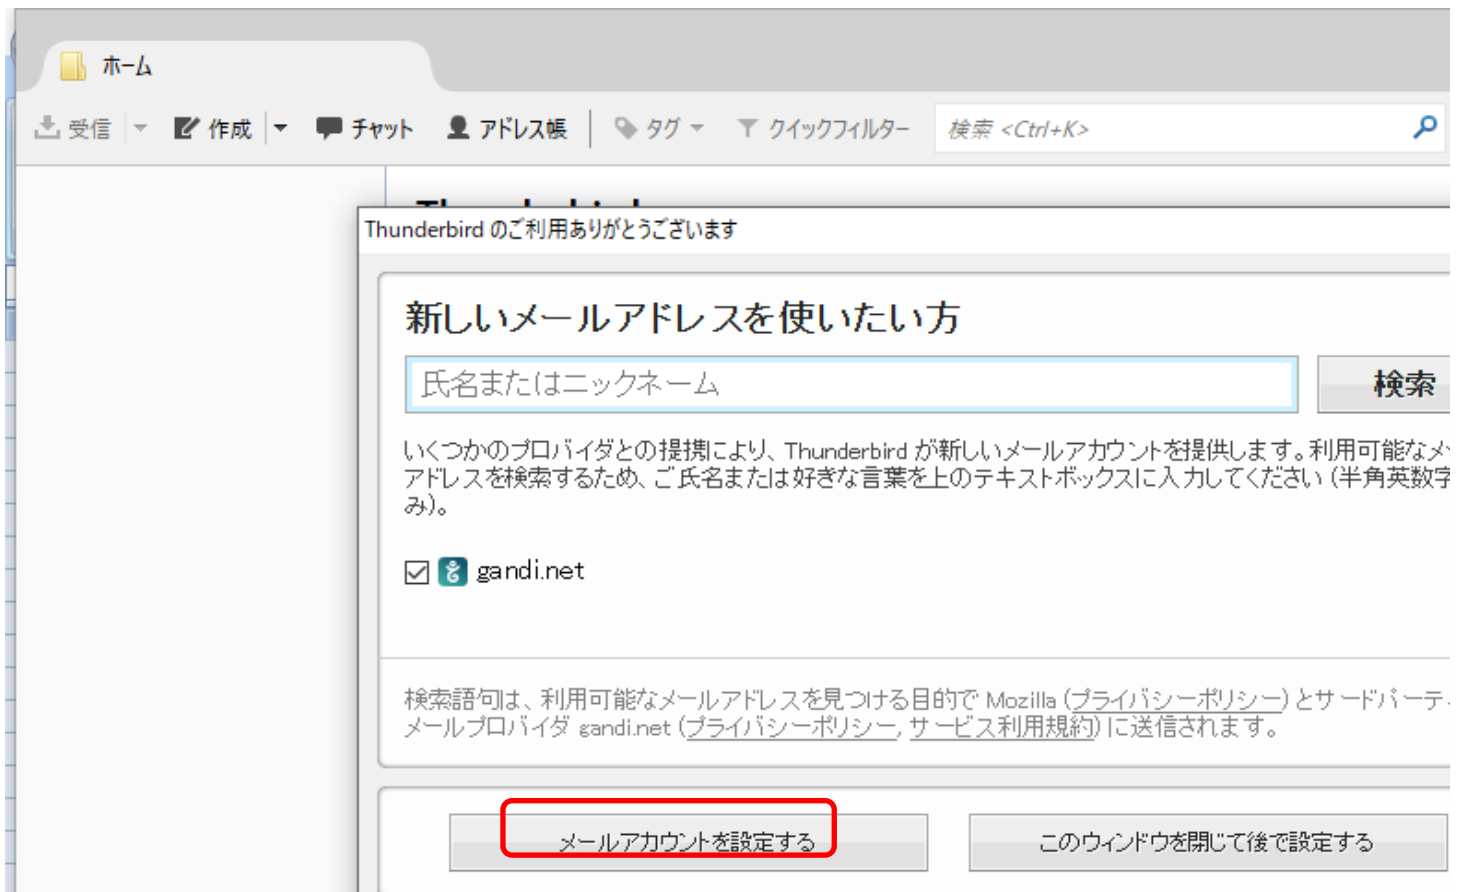 ホーム
受信 作成 チャット アドレス帳 タグ クイックフィルター 検索 <Ctrl+K>
Thunderbird のご利用ありがとうございます
新しいメールアドレスを使いたい方
氏名またはニックネーム 検索
いくつかのプロバイダとの提携により、Thunderbird が新しいメールアカウントを提供します。利用可能なメ
アドレスを検索するため、ご氏名または好きな言葉を上のテキストボックスに入力してください (半角英数字
み)。
gandi.net
検索語句は、利用可能なメールアドレスを見つける目的で Mozilla (プライバシーポリシー) とサードパーティ
メールプロバイダ gandi.net (プライバシーポリシー, サービス利用規約) に送信されます。
メールアカウントを設定する このウィンドウを閉じて後で設定する